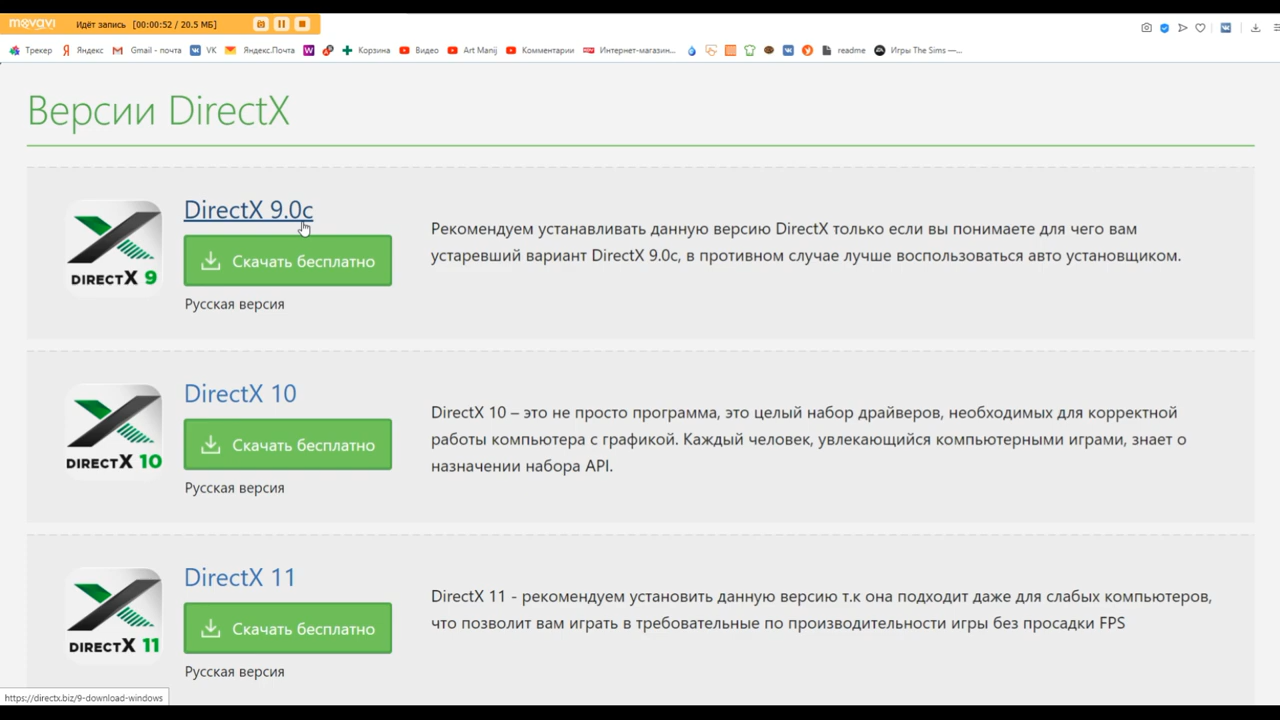 movavi Идёт запись [00:00:52 / 20.5 МБ]
Трекер Яндекс Gmail - почта VK Яндекс.Почта Корзина Видео Art Manij Комментарии Интернет-магазин... readme Игры The Sims —...
Версии DirectX
DirectX 9.0c
Скачать бесплатно
Русская версия
DIRECTX 9
Рекомендуем устанавливать данную версию DirectX только если вы понимаете для чего вам
устаревший вариант DirectX 9.0c, в противном случае лучше воспользоваться авто установщиком.
DirectX 10
Скачать бесплатно
Русская версия
DIRECTX 10
DirectX 10 – это не просто программа, это целый набор драйверов, необходимых для корректной
работы компьютера с графикой. Каждый человек, увлекающийся компьютерными играми, знает о
назначении набора API.
DirectX 11
Скачать бесплатно
Русская версия
DIRECTX 11
DirectX 11 - рекомендуем установить данную версию т.к она подходит даже для слабых компьютеров,
что позволит вам играть в требовательные по производительности игры без просадки FPS
https://directx.biz/9-download-windows